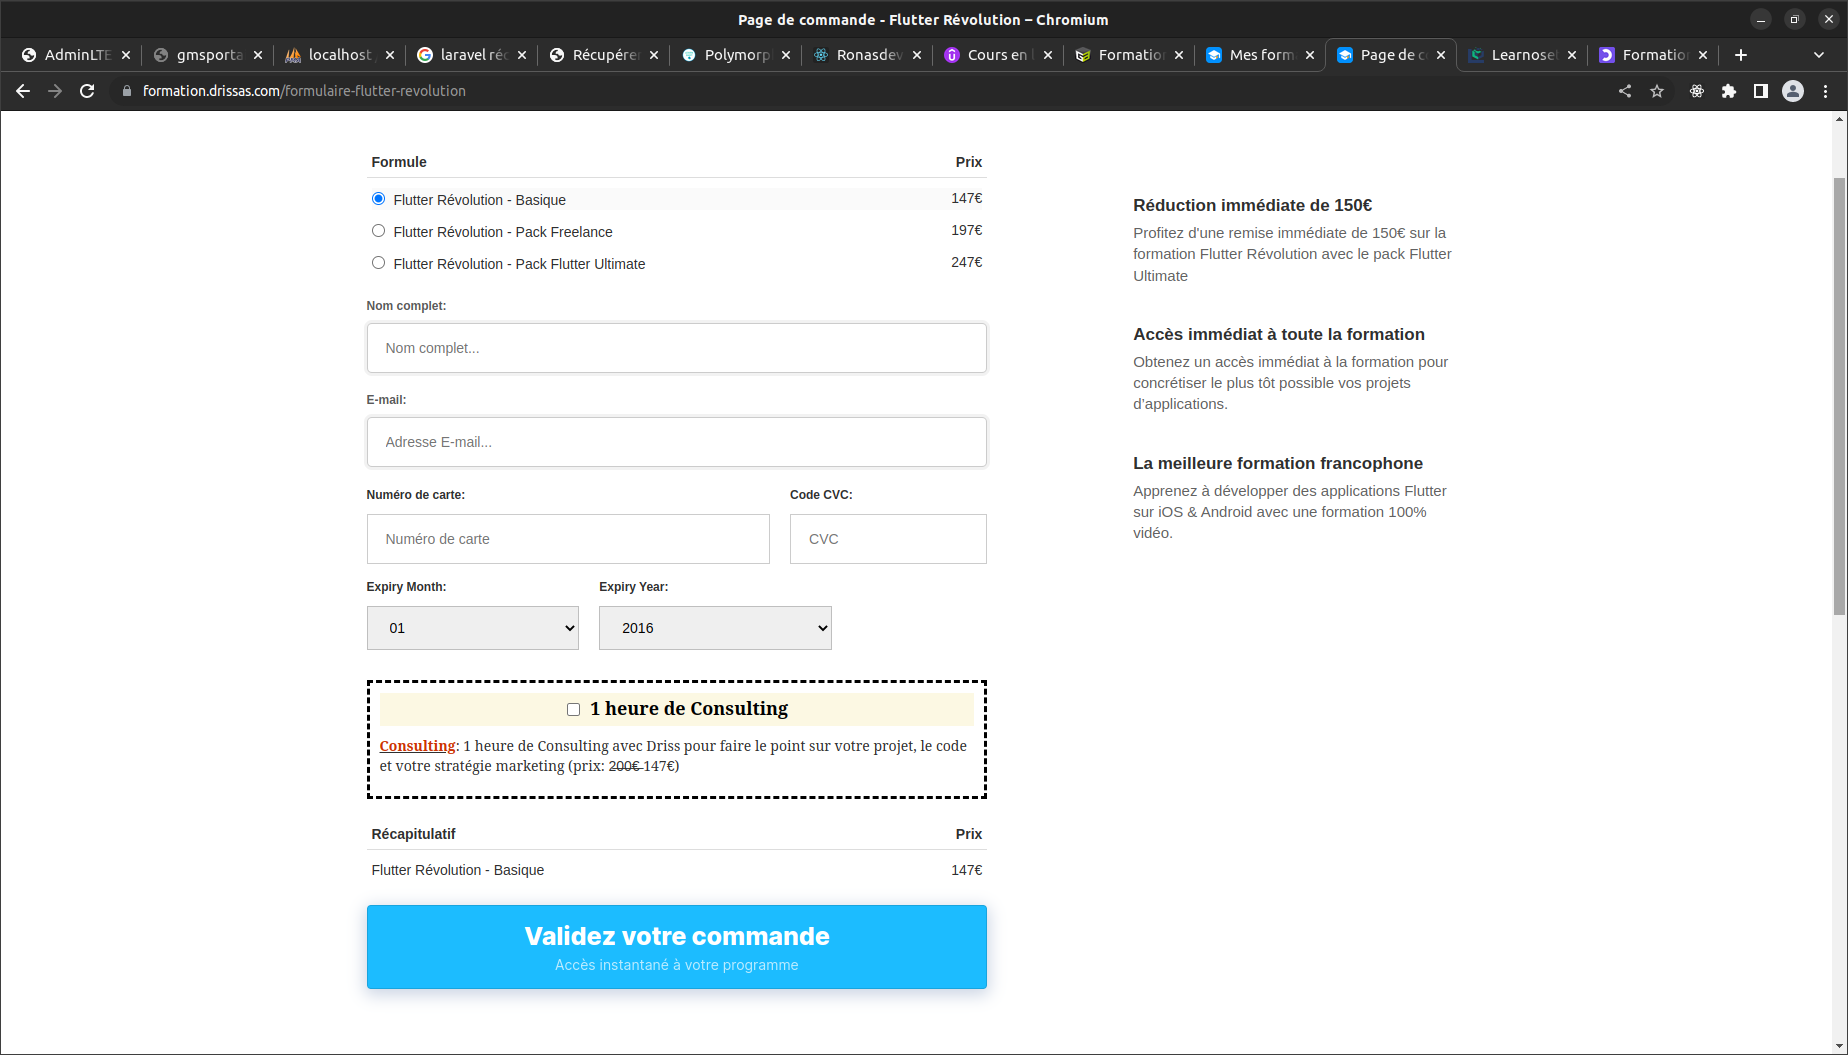 Page de commande - Flutter Révolution – Chromium
AdminLTE
gmsporta
localhost
laravel réc
Récupérer
Polymorp
Ronasdev
Cours en l
Formation
Mes form
Page de c
Learnose
Formation
formation.drissas.com/formulaire-flutter-revolution
Formule Prix
Flutter Révolution - Basique 147€
Flutter Révolution - Pack Freelance 197€
Flutter Révolution - Pack Flutter Ultimate 247€
Nom complet:
Nom complet...
E-mail:
Adresse E-mail...
Numéro de carte: Code CVC:
Numéro de carte CVC
Expiry Month: Expiry Year:
01 2016
1 heure de Consulting
Consulting: 1 heure de Consulting avec Driss pour faire le point sur votre projet, le code
et votre stratégie marketing (prix: 200€ 147€)
Récapitulatif Prix
Flutter Révolution - Basique 147€
Validez votre commande
Accès instantané à votre programme
Réduction immédiate de 150€
Profitez d'une remise immédiate de 150€ sur la
formation Flutter Révolution avec le pack Flutter
Ultimate
Accès immédiat à toute la formation
Obtenez un accès immédiat à la formation pour
concrétiser le plus tôt possible vos projets
d'applications.
La meilleure formation francophone
Apprenez à développer des applications Flutter
sur iOS & Android avec une formation 100%
vidéo.